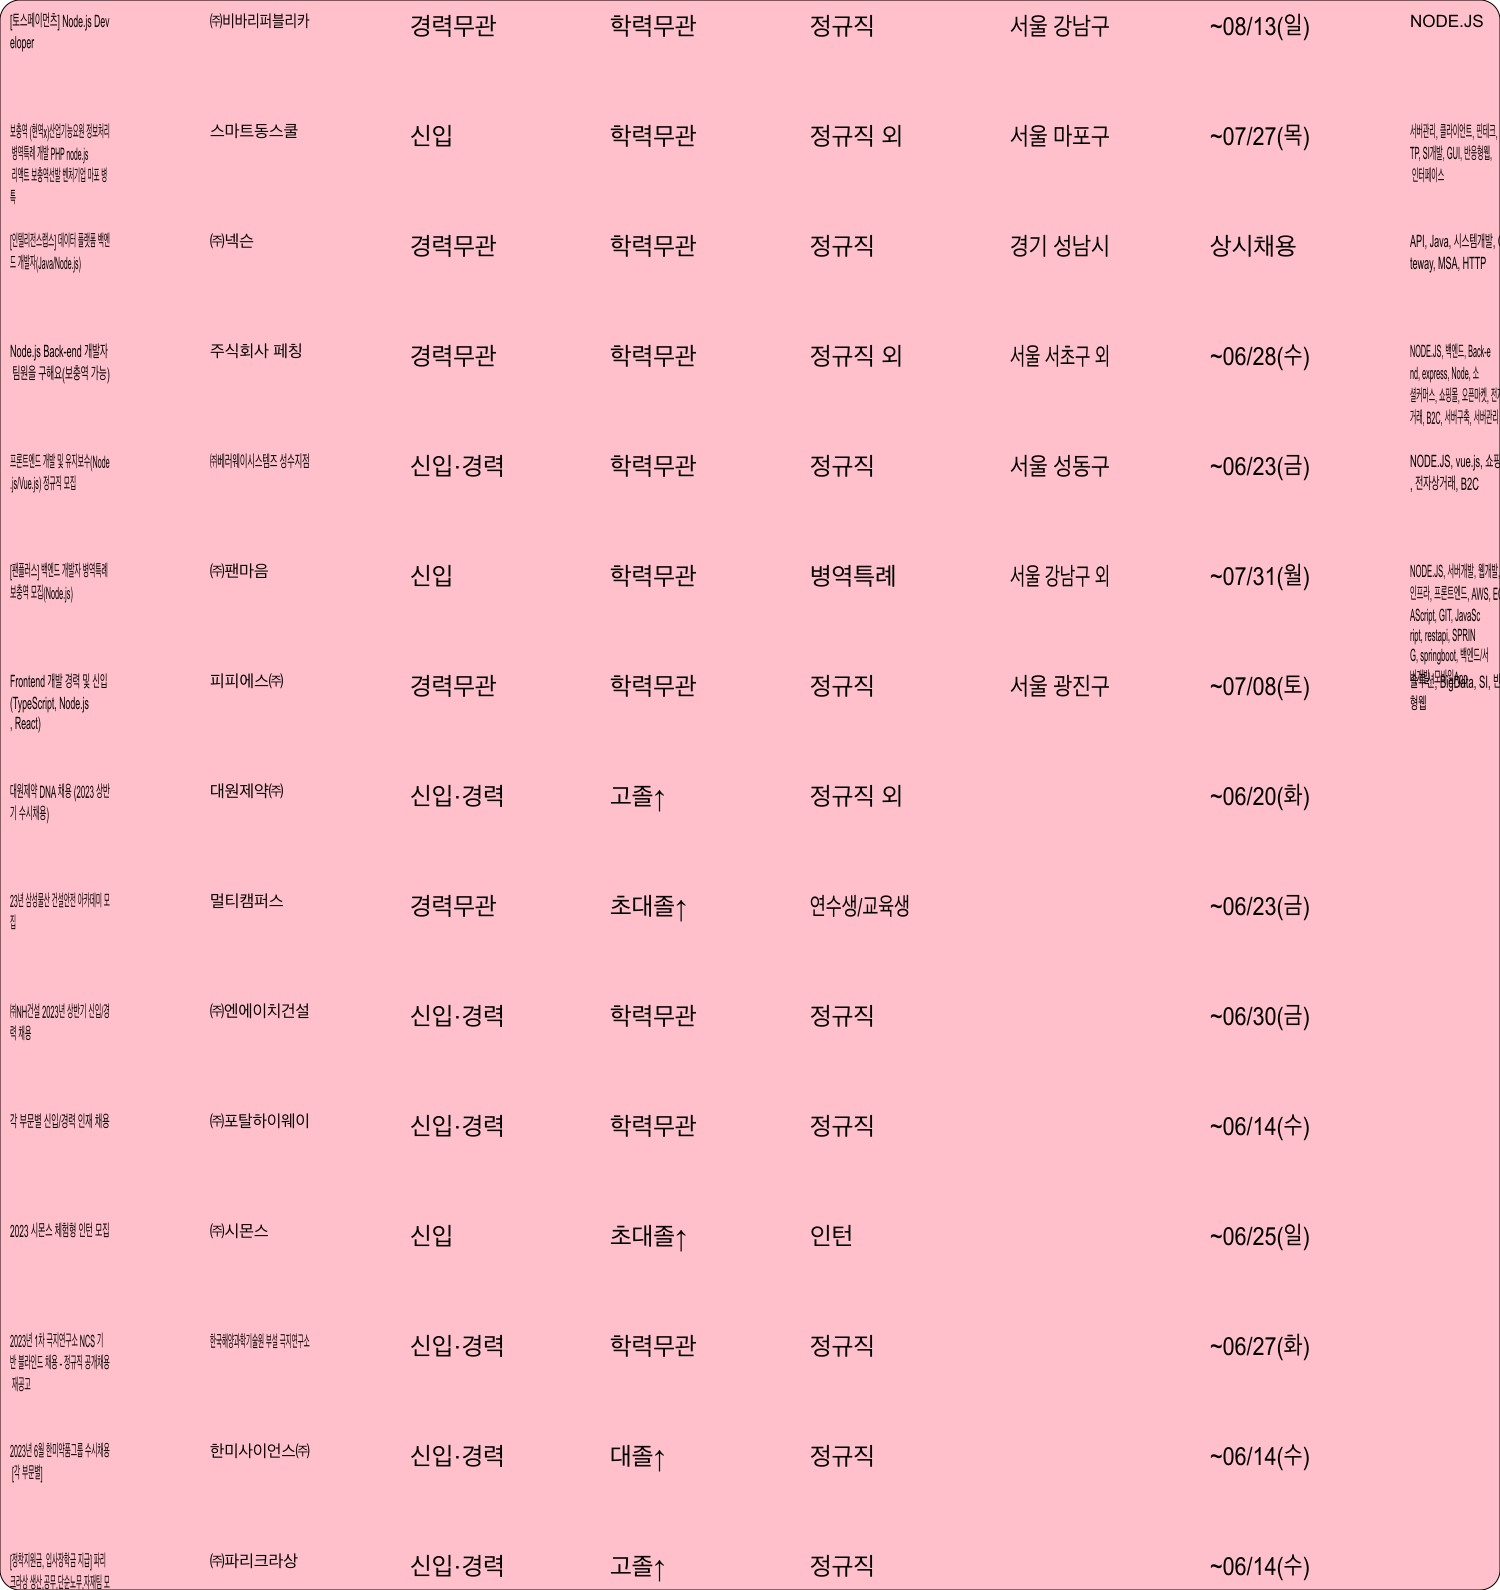 [토스페이먼츠] Node.js Dev
eloper
㈜비바리퍼블리카
경력무관
학력무관
정규직
서울 강남구
~08/13(일)
NODE.JS
보충역 (현역x)산업기능요원 정보처리
병역특례 개발 PHP node.js
리액트 보충역선발 벤처기업 마포 병
특
스마트동스쿨
신입
학력무관
정규직 외
서울 마포구
~07/27(목)
서버관리, 클라이언트, 핀테크,
TP, SI개발, GUI, 반응형웹,
인터페이스
[인텔리전스랩스] 데이터 플랫폼 백엔
드 개발자(Java/Node.js)
㈜넥슨
경력무관
학력무관
정규직
경기 성남시
상시채용
API, Java, 시스템개발,
teway, MSA, HTTP
Node.js Back-end 개발자
팀원을 구해요(보충역 가능)
주식회사 페칭
경력무관
학력무관
정규직 외
서울 서초구 외
~06/28(수)
NODE.JS, 백엔드, Back-e
nd, express, Node, 소
셜커머스, 쇼핑몰, 오픈마켓, 전자
거래, B2C, 서버구축, 서버관리
프론트엔드 개발 및 유지보수(Node
.js/Vue.js) 정규직 모집
㈜베러웨이시스템즈 성수지점
신입·경력
학력무관
정규직
서울 성동구
~06/23(금)
NODE.JS, vue.js, 쇼핑
, 전자상거래, B2C
[팬플러스] 백엔드 개발자 병역특례
보충역 모집(Node.js)
㈜팬마음
신입
학력무관
병역특례
서울 강남구 외
~07/31(월)
NODE.JS, 서버개발, 웹개발,
인프라, 프론트엔드, AWS, EC
AScript, GIT, JavaSc
ript, restapi, SPRIN
G, springboot, 백엔드/서
버개발, 모바일App
Frontend 개발 경력 및 신입
(TypeScript, Node.js
, React)
피피에스㈜
경력무관
학력무관
정규직
서울 광진구
~07/08(토)
솔루션, BigData, SI, 반
형웹
대원제약 DNA 채용 (2023 상반
기 수시채용)
대원제약㈜
신입·경력
고졸↑
정규직 외
~06/20(화)
23년 삼성물산 건설안전 아카데미 모
집
멀티캠퍼스
경력무관
초대졸↑
연수생/교육생
~06/23(금)
㈜NH건설 2023년 상반기 신입/경
력 채용
㈜엔에이치건설
신입·경력
학력무관
정규직
~06/30(금)
각 부문별 신입/경력 인재 채용
㈜포탈하이웨이
신입·경력
학력무관
정규직
~06/14(수)
2023 시몬스 체험형 인턴 모집
㈜시몬스
신입
초대졸↑
인턴
~06/25(일)
2023년 1차 극지연구소 NCS 기
반 블라인드 채용 - 정규직 공개채용
재공고
한국해양과학기술원 부설 극지연구소
신입·경력
학력무관
정규직
~06/27(화)
2023년 6월 한미약품그룹 수시채용
[각 부문별]
한미사이언스㈜
신입·경력
대졸↑
정규직
~06/14(수)
[정착지원금, 입사장학금 지급] 파리
크라상 생산,공무,단순노무,자재팀 모
㈜파리크라상
신입·경력
고졸↑
정규직
~06/14(수)